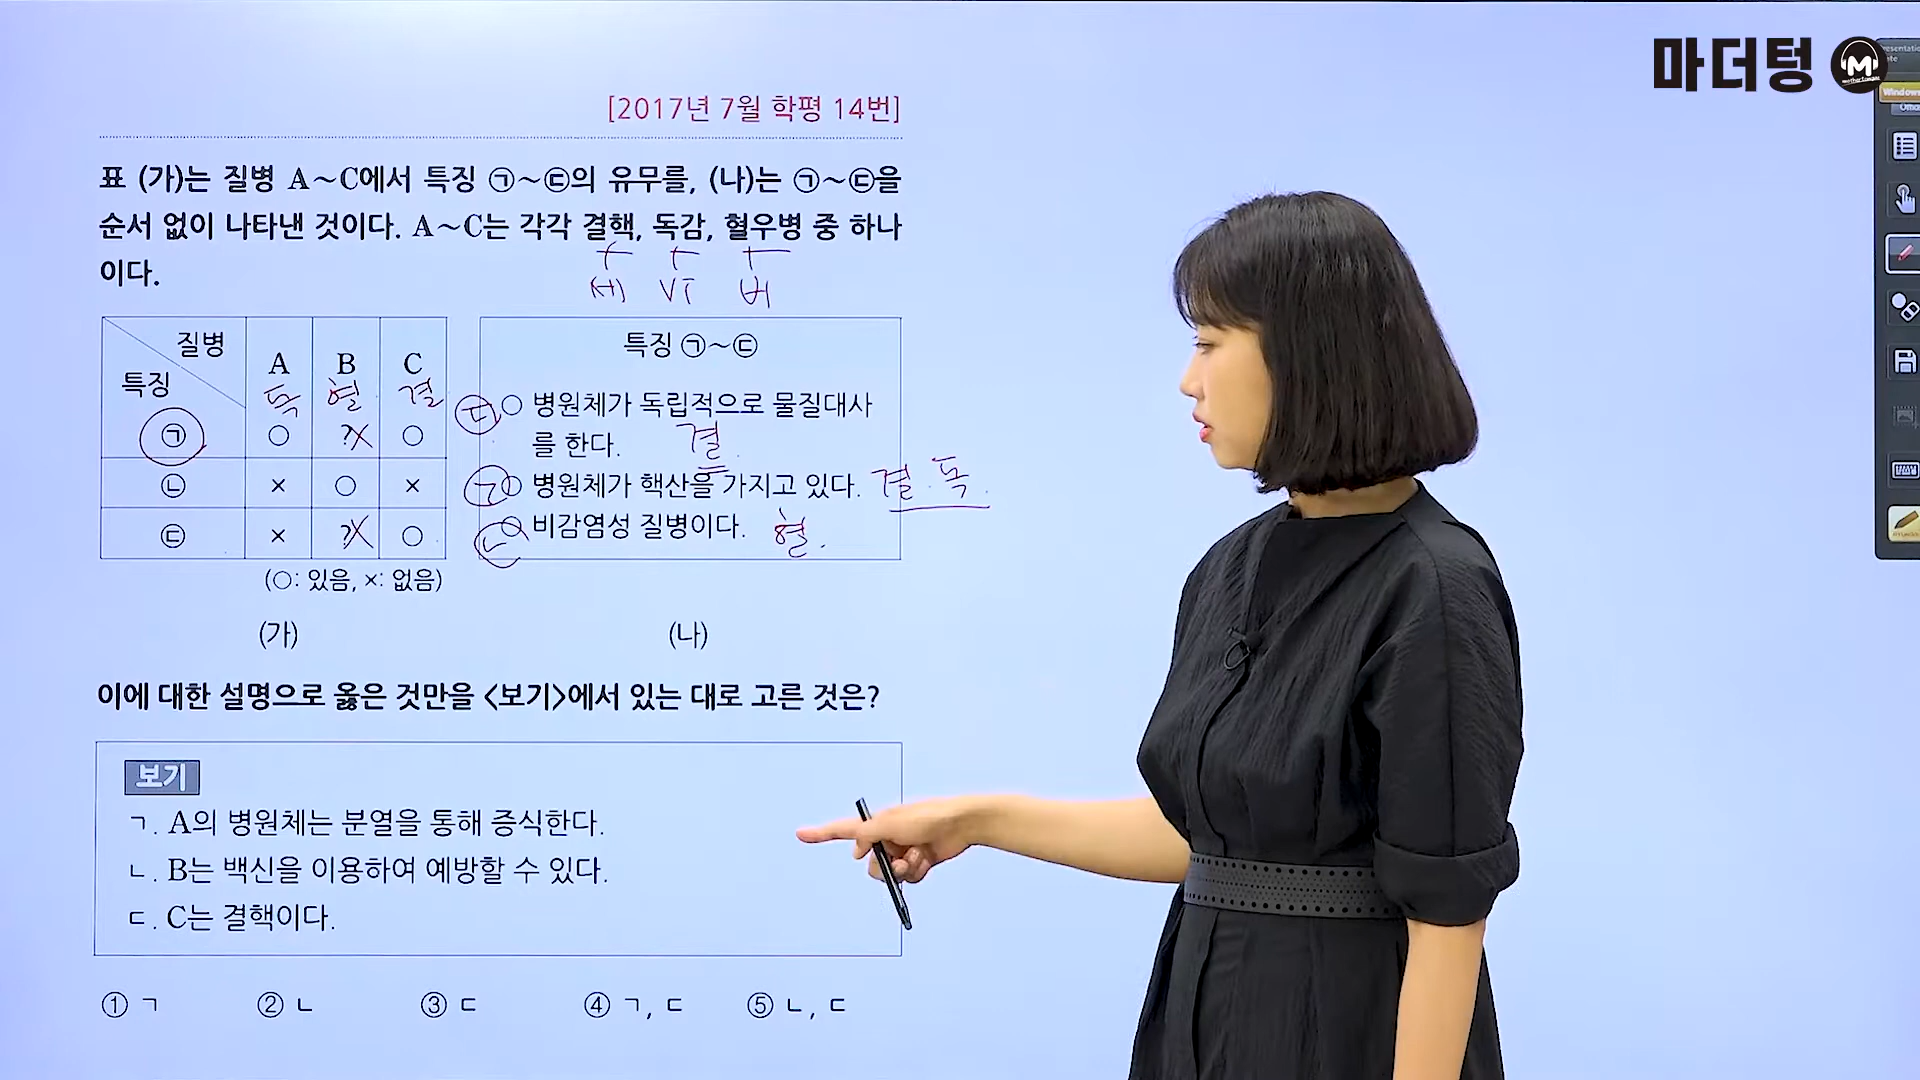 마더텅
[2017년 7월 학평 14번]
표 (가)는 질병 A~C에서 특징 ㉠~㉢의 유무를, (나)는 ㉠~㉢을
순서 없이 나타낸 것이다. A~C는 각각 결핵, 독감, 혈우병 중 하나
이다.
세 VI 비
질병
특징
A B C
독 혈 결
㉠ ○ ? × ○
㉡ × ○ ×
㉢ × ? × ○
(○: 있음, ×: 없음)
(가)
특징 ㉠~㉢
㉢ ○ 병원체가 독립적으로 물질대사
를 한다. 결
㉠ ○ 병원체가 핵산을 가지고 있다. 결. 독.
㉡ ○ 비감염성 질병이다. 혈.
(나)
이에 대한 설명으로 옳은 것만을 <보기>에서 있는 대로 고른 것은?
보기
ㄱ. A의 병원체는 분열을 통해 증식한다.
ㄴ. B는 백신을 이용하여 예방할 수 있다.
ㄷ. C는 결핵이다.
① ㄱ ② ㄴ ③ ㄷ ④ ㄱ, ㄷ ⑤ ㄴ, ㄷ